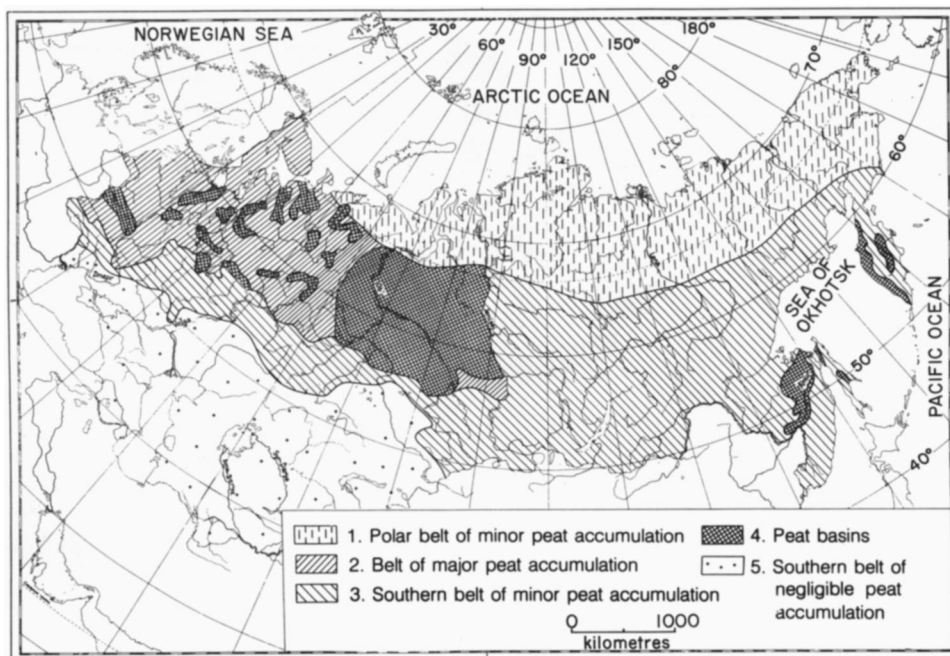 NORWEGIAN SEA
30°
60°
90°
120°
150°
180°
80°
70°
ARCTIC OCEAN
60°
SEA OF
OKHOTSK
50°
PACIFIC OCEAN
40°
1. Polar belt of minor peat accumulation
2. Belt of major peat accumulation
3. Southern belt of minor peat accumulation
4. Peat basins
5. Southern belt of
negligible peat
accumulation
0 1000
kilometres